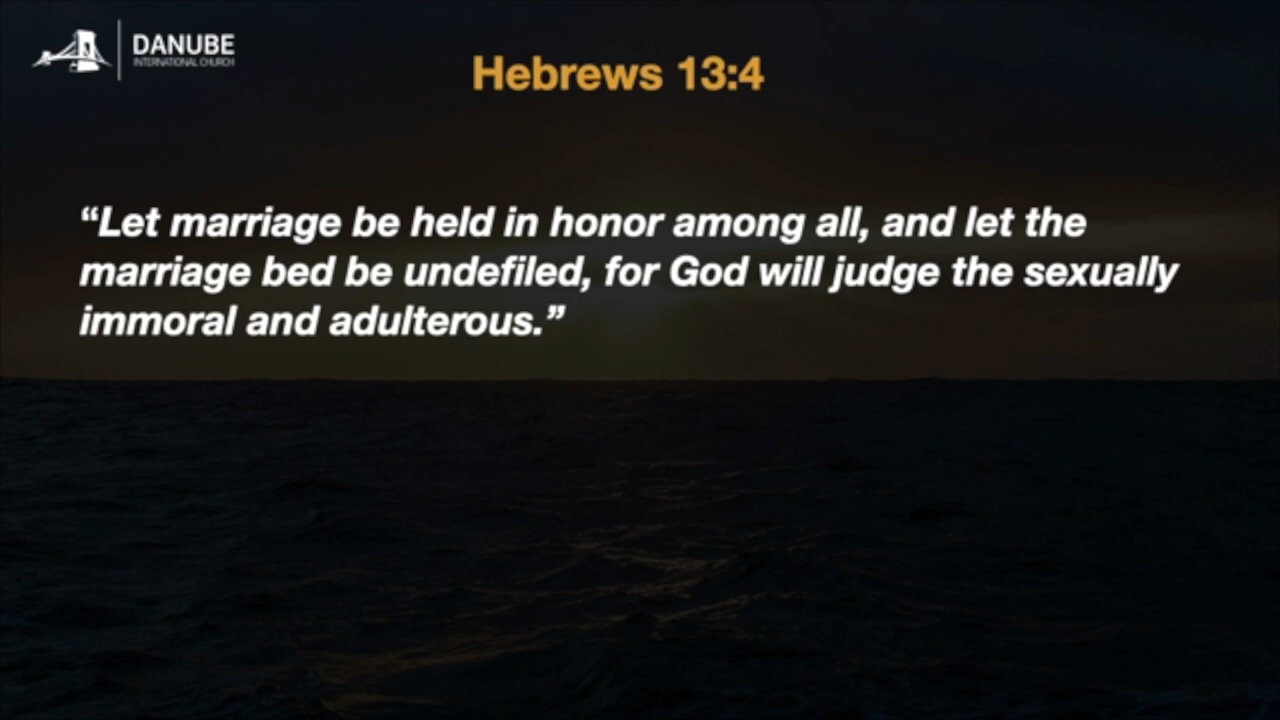 DANUBE
INTERNATIONAL CHURCH
Hebrews 13:4
“Let marriage be held in honor among all, and let the
marriage bed be undefiled, for God will judge the sexually
immoral and adulterous.”